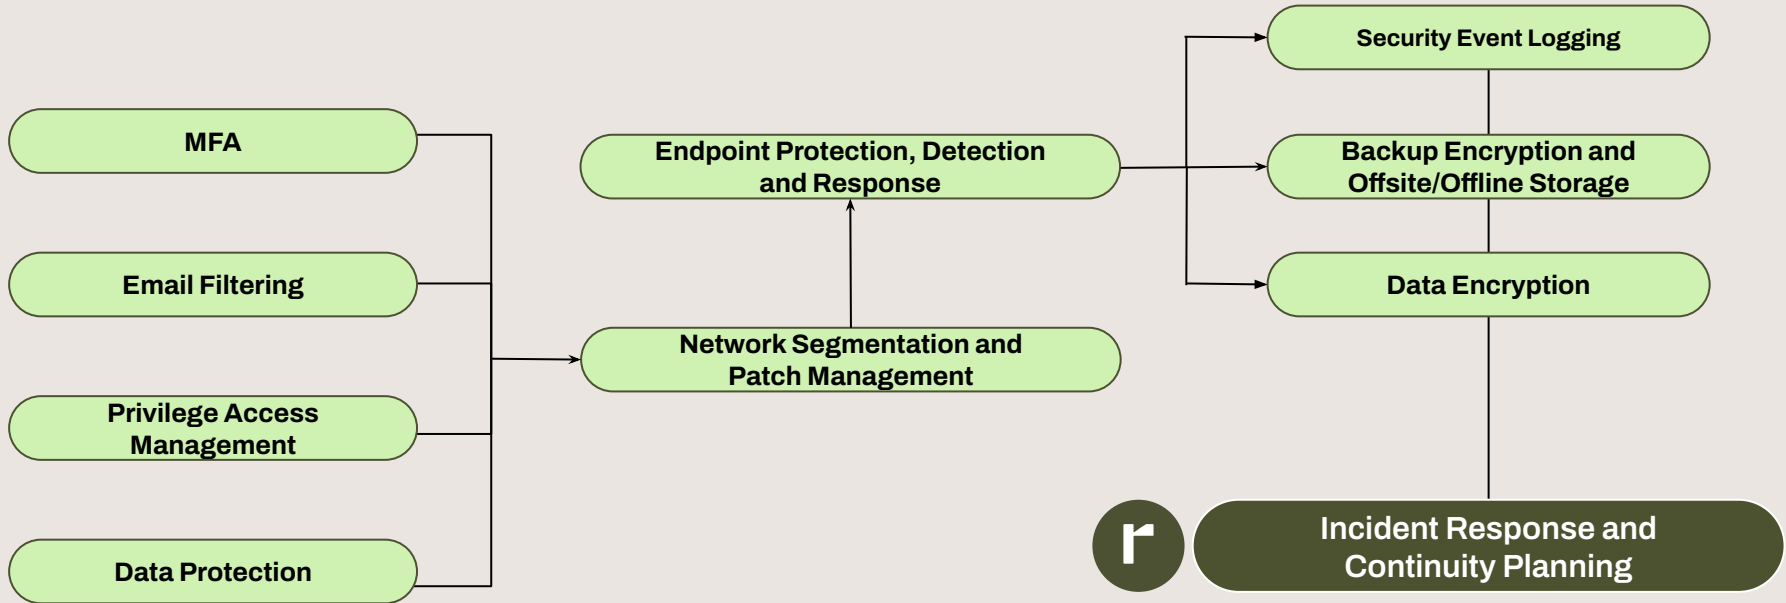 MFA
Email Filtering
Privilege Access
Management
Data Protection
Endpoint Protection, Detection
and Response
Network Segmentation and
Patch Management
Security Event Logging
Backup Encryption and
Offsite/Offline Storage
Data Encryption
r
Incident Response and
Continuity Planning